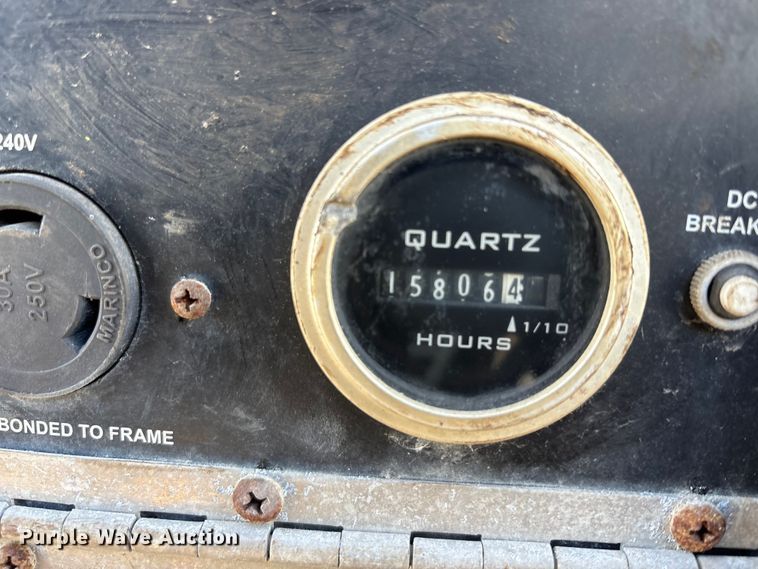 240V
30A
250V
MARINCO
BONDED TO FRAME
QUARTZ
158064
1/10
HOURS
DC
BREAK
Purple Wave Auction